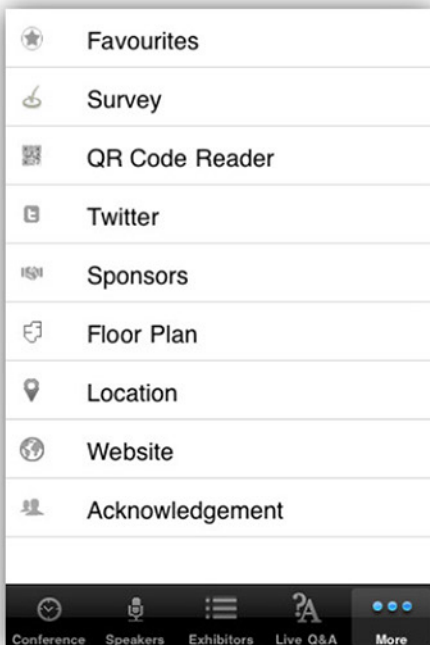 Favourites
Survey
QR Code Reader
Twitter
Sponsors
Floor Plan
Location
Website
Acknowledgement
Conference Speakers Exhibitors Live Q&A More